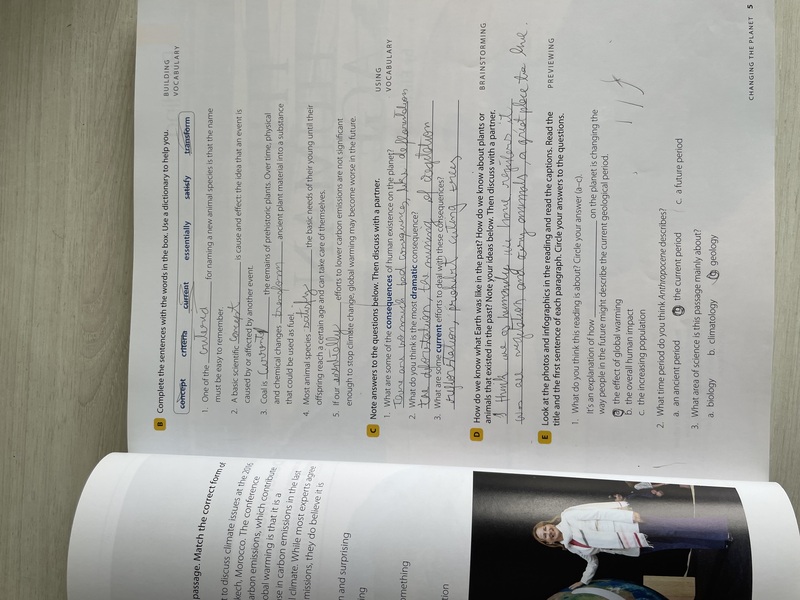 passage. Match the correct form of
t to discuss climate issues at the 2016
kech, Morocco. The conference
arbon emissions, which contribute
obal warming is that it is a
se in carbon emissions in the last
l climate. While most experts agree
missions, they do believe it is
n and surprising
ing
omething
tion
B Complete the sentences with the words in the box. Use a dictionary to help you.
BUILDING
VOCABULARY
concept criteria current essentially satisfy transform
1. One of the critered for naming a new animal species is that the name
must be easy to remember.
2. A basic scientific concept is cause and effect: the idea that an event is
caused by or affected by another event.
3. Coal is current the remains of prehistoric plants. Over time, physical
and chemical changes transform ancient plant material into a substance
that could be used as fuel.
4. Most animal species satisfy the basic needs of their young until their
offspring reach a certain age and can take care of themselves.
5. If our essentially efforts to lower carbon emissions are not significant
enough to stop climate change, global warming may become worse in the future.
C Note answers to the questions below. Then discuss with a partner.
USING
VOCABULARY
1. What are some of the consequences of human existence on the planet?
There are so much bad consequences, like deflorestation
2. What do you think is the most dramatic consequence?
the deforestation, the of vegetation
3. What are some current efforts to deal with these consequences?
reflorstation, prohibit cuting trees
D How do we know what Earth was like in the past? How do we know about plants or
animals that existed in the past? Note your ideas below. Then discuss with a partner.
BRAINSTORMING
I think we as humanity we have registers it
was all vegetation and animals, a great place to live.
E Look at the photos and infographics in the reading and read the captions. Read the
title and the first sentence of each paragraph. Circle your answers to the questions.
PREVIEWING
1. What do you think this reading is about? Circle your answer (a–c).
It's an explanation of how ____ on the planet is changing the
way people in the future might describe the current geological period.
a. the effect of global warming
b. the overall human impact
c. the increasing population
2. What time period do you think Anthropocene describes?
a. an ancient period b. the current period c. a future period
3. What area of science is this passage mainly about?
a. biology b. climatology c. geology
CHANGING THE PLANET 5